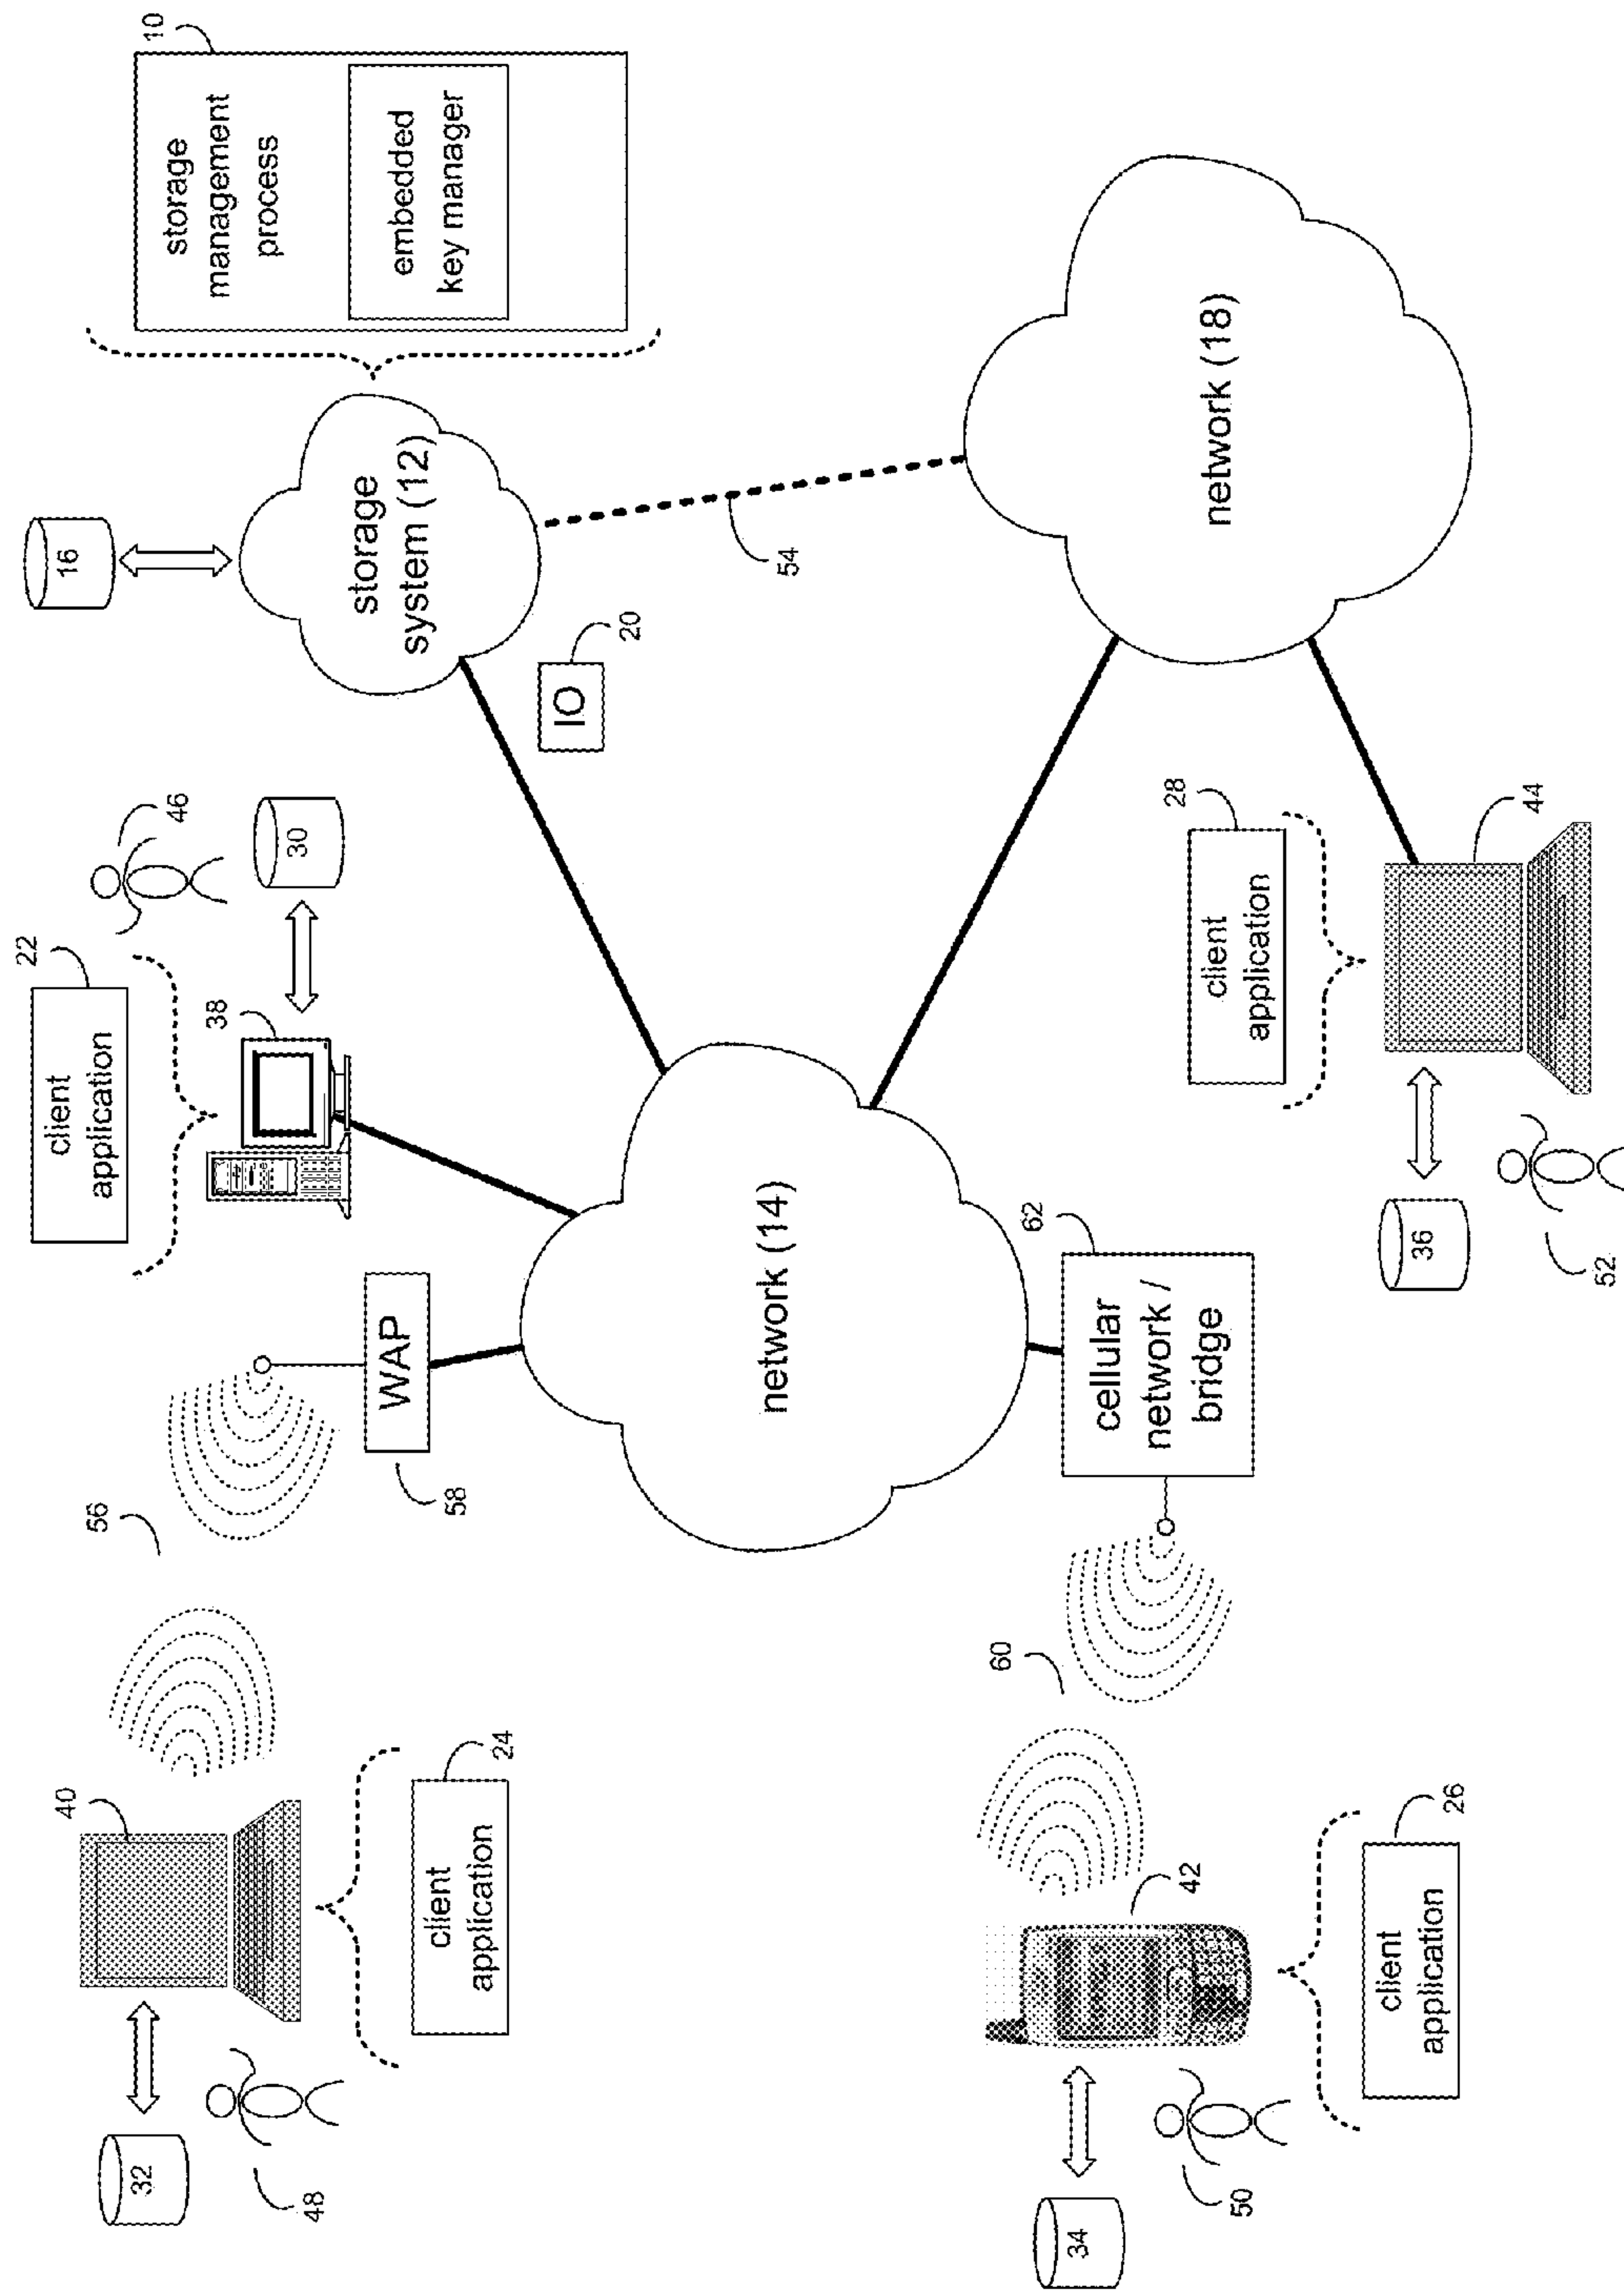 32
48
40
client
application
24
56
WAP
58
client
application
22
38
46
30
16
storage
system (12)
storage
management
process
embedded
key manager
10
IO
20
54
network (14)
34
50
42
client
application
26
60
cellular
network /
bridge
62
network (18)
client
application
28
44
36
52